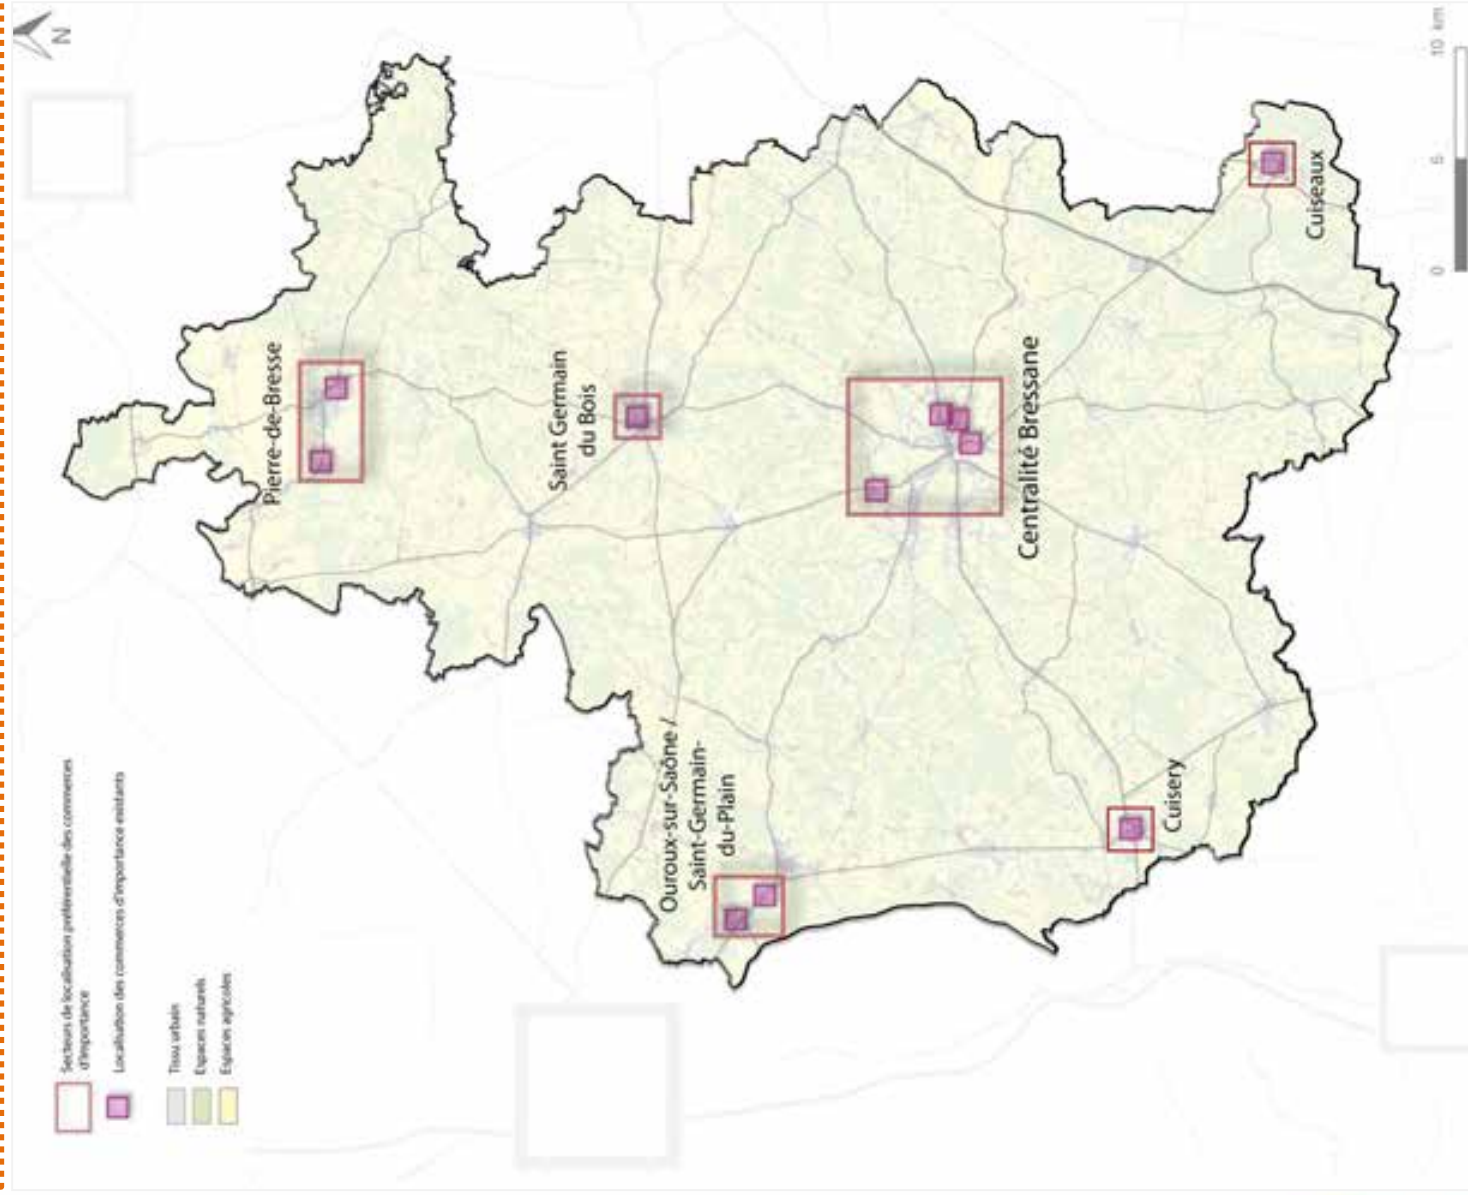 Secteurs de localisation préférentielle des commerces
d'importance
Localisation des commerces d'importance existants
Tissu urbain
Espaces naturels
Espaces agricoles
N
Pierre-de-Bresse
Saint Germain
du Bois
Ouroux-sur-Saône /
Saint-Germain-
du-Plain
Centralité Bressane
Cuisery
Cuiseaux
0 5 10 km